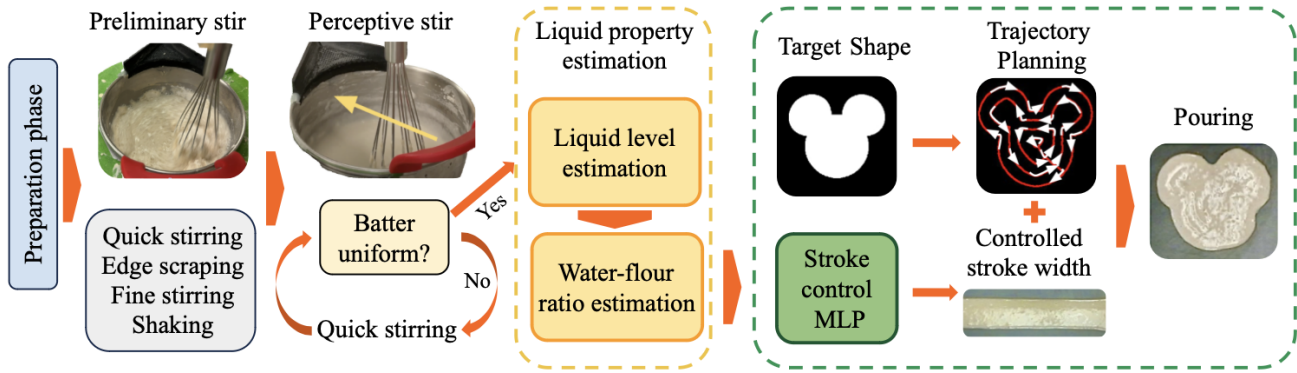 Preparation phase
Preliminary stir
Quick stirring
Edge scraping
Fine stirring
Shaking
Perceptive stir
Batter
uniform?
Yes
No
Quick stirring
Liquid property
estimation
Liquid level
estimation
Water-flour
ratio estimation
Target Shape
Trajectory
Planning
Stroke
control
MLP
Controlled
stroke width
Pouring